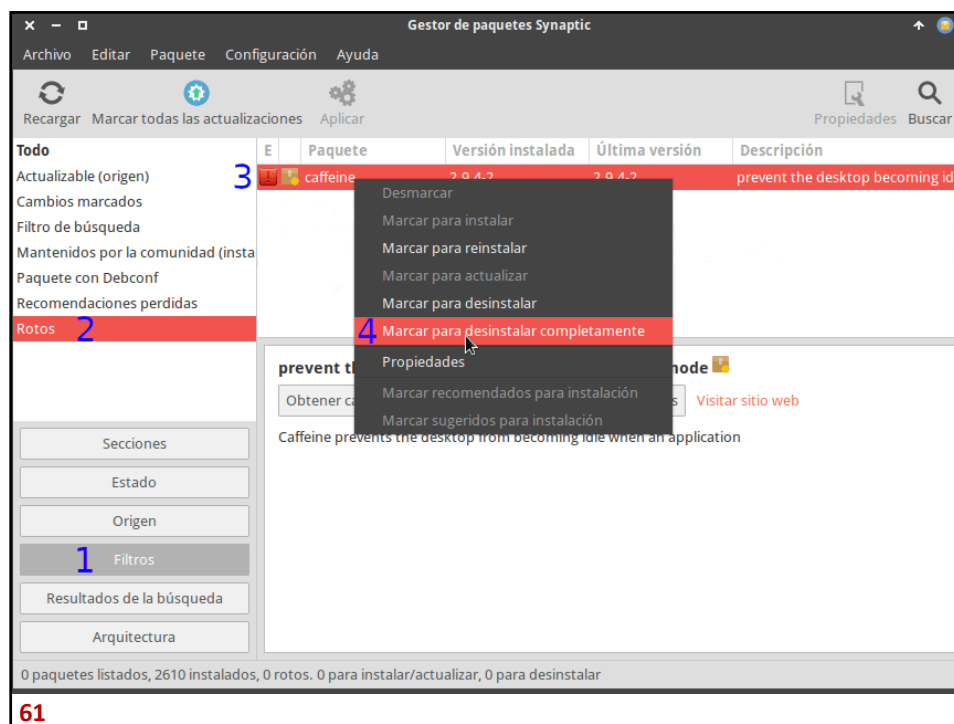 Gestor de paquetes Synaptic
Archivo Editar Paquete Configuración Ayuda
Recargar Marcar todas las actualizaciones Aplicar Propiedades Buscar
Todo
E Paquete Versión instalada Última versión Descripción
Actualizable (origen)
3 caffeine 2.9.4-2 2.9.4-2 prevent the desktop becoming id
Cambios marcados
Filtro de búsqueda
Mantenidos por la comunidad (insta
Paquete con Debconf
Recomendaciones perdidas
Rotos 2
Desmarcar
Marcar para instalar
Marcar para reinstalar
Marcar para actualizar
Marcar para desinstalar
4 Marcar para desinstalar completamente
Propiedades
Marcar recomendados para instalación
Marcar sugeridos para instalación
prevent th node
Obtener ca s Visitar sitio web
Caffeine prevents the desktop from becoming idle when an application
Secciones
Estado
Origen
1 Filtros
Resultados de la búsqueda
Arquitectura
0 paquetes listados, 2610 instalados, 0 rotos. 0 para instalar/actualizar, 0 para desinstalar
61